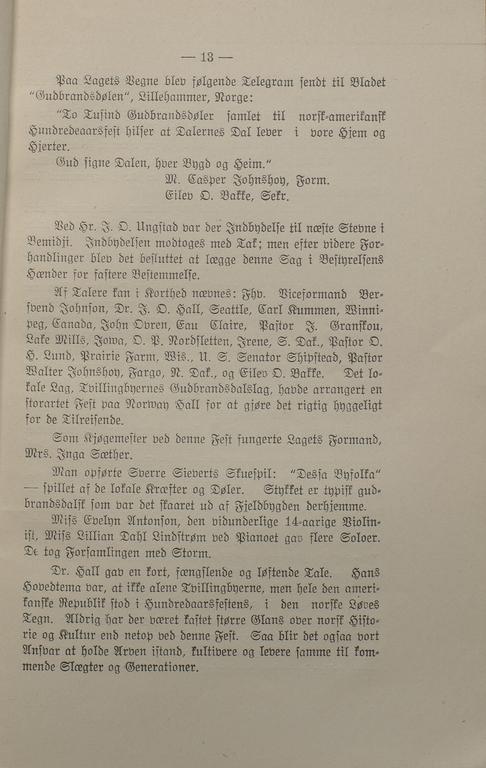 — 13 —
Paa Lagets Vegne blev følgende Telegram sendt til Bladet
"Gudbrandsdølen", Lillehammer, Norge:
"To Tusind Gudbrandsdøler samlet til norsk-amerikansk
Hundredeaarsfest hilser at Dalernes Dal lever i vore Hjem og
Hjerter.
Gud signe Dalen, hver Bygd og Heim."
M. Casper Johnshoy, Form.
Eilev O. Bakke, Sekr.
Ved Hr. J. O. Ungstad var der Indbydelse til næste Stevne i
Bemidji. Indbydelsen modtoges med Tak; men efter videre For-
handlinger blev det besluttet at lægge denne Sag i Bestyrelsens
Hænder for fastere Bestemmelse.
Af Talere kan i Korthed nævnes: Fhv. Viceformand Ber-
svend Johnson, Dr. J. O. Hall, Seattle, Carl Kummen, Winni-
peg, Canada, John Ovren, Eau Claire, Pastor J. Granskou,
Lake Mills, Iowa, O. P. Nordsletten, Irene, S. Dak., Pastor O.
H. Lund, Prairie Farm, Wis., U. S. Senator Shipstead, Pastor
Walter Johnshoy, Fargo, N. Dak., og Eilev O. Bakke. Det lo-
kale Lag, Tvillingbyernes Gudbrandsdalslag, havde arrangert en
storartet Fest paa Norway Hall for at gjøre det rigtig hyggeligt
for de Tilreisende.
Som Kjøgemester ved denne Fest fungerte Lagets Formand,
Mrs. Inga Sæther.
Man opførte Sverre Sieverts Skuespil: "Dessa Byfolka"
— spillet af de lokale Kræfter og Døler. Stykket er typisk gud-
brandsdalsk som var det skaaret ud af Fjeldbygden derhjemme.
Miss Evelyn Antonson, den vidunderlige 14-aarige Violin-
ist, Miss Lillian Dahl Lindstrøm ved Pianoet gav flere Soloer.
De tog Forsamlingen med Storm.
Dr. Hall gav en kort, fængslende og løftende Tale. Hans
Hovedtema var, at ikke alene Tvillingbyerne, men hele den ameri-
kanske Republik stod i Hundredaarsfestens, i den norske Løves
Tegn. Aldrig har der været kastet større Glans over norsk Histo-
rie og Kultur end netop ved denne Fest. Saa blir det ogsaa vort
Ansvar at holde Arven istand, kultivere og levere samme til kom-
mende Slægter og Generationer.